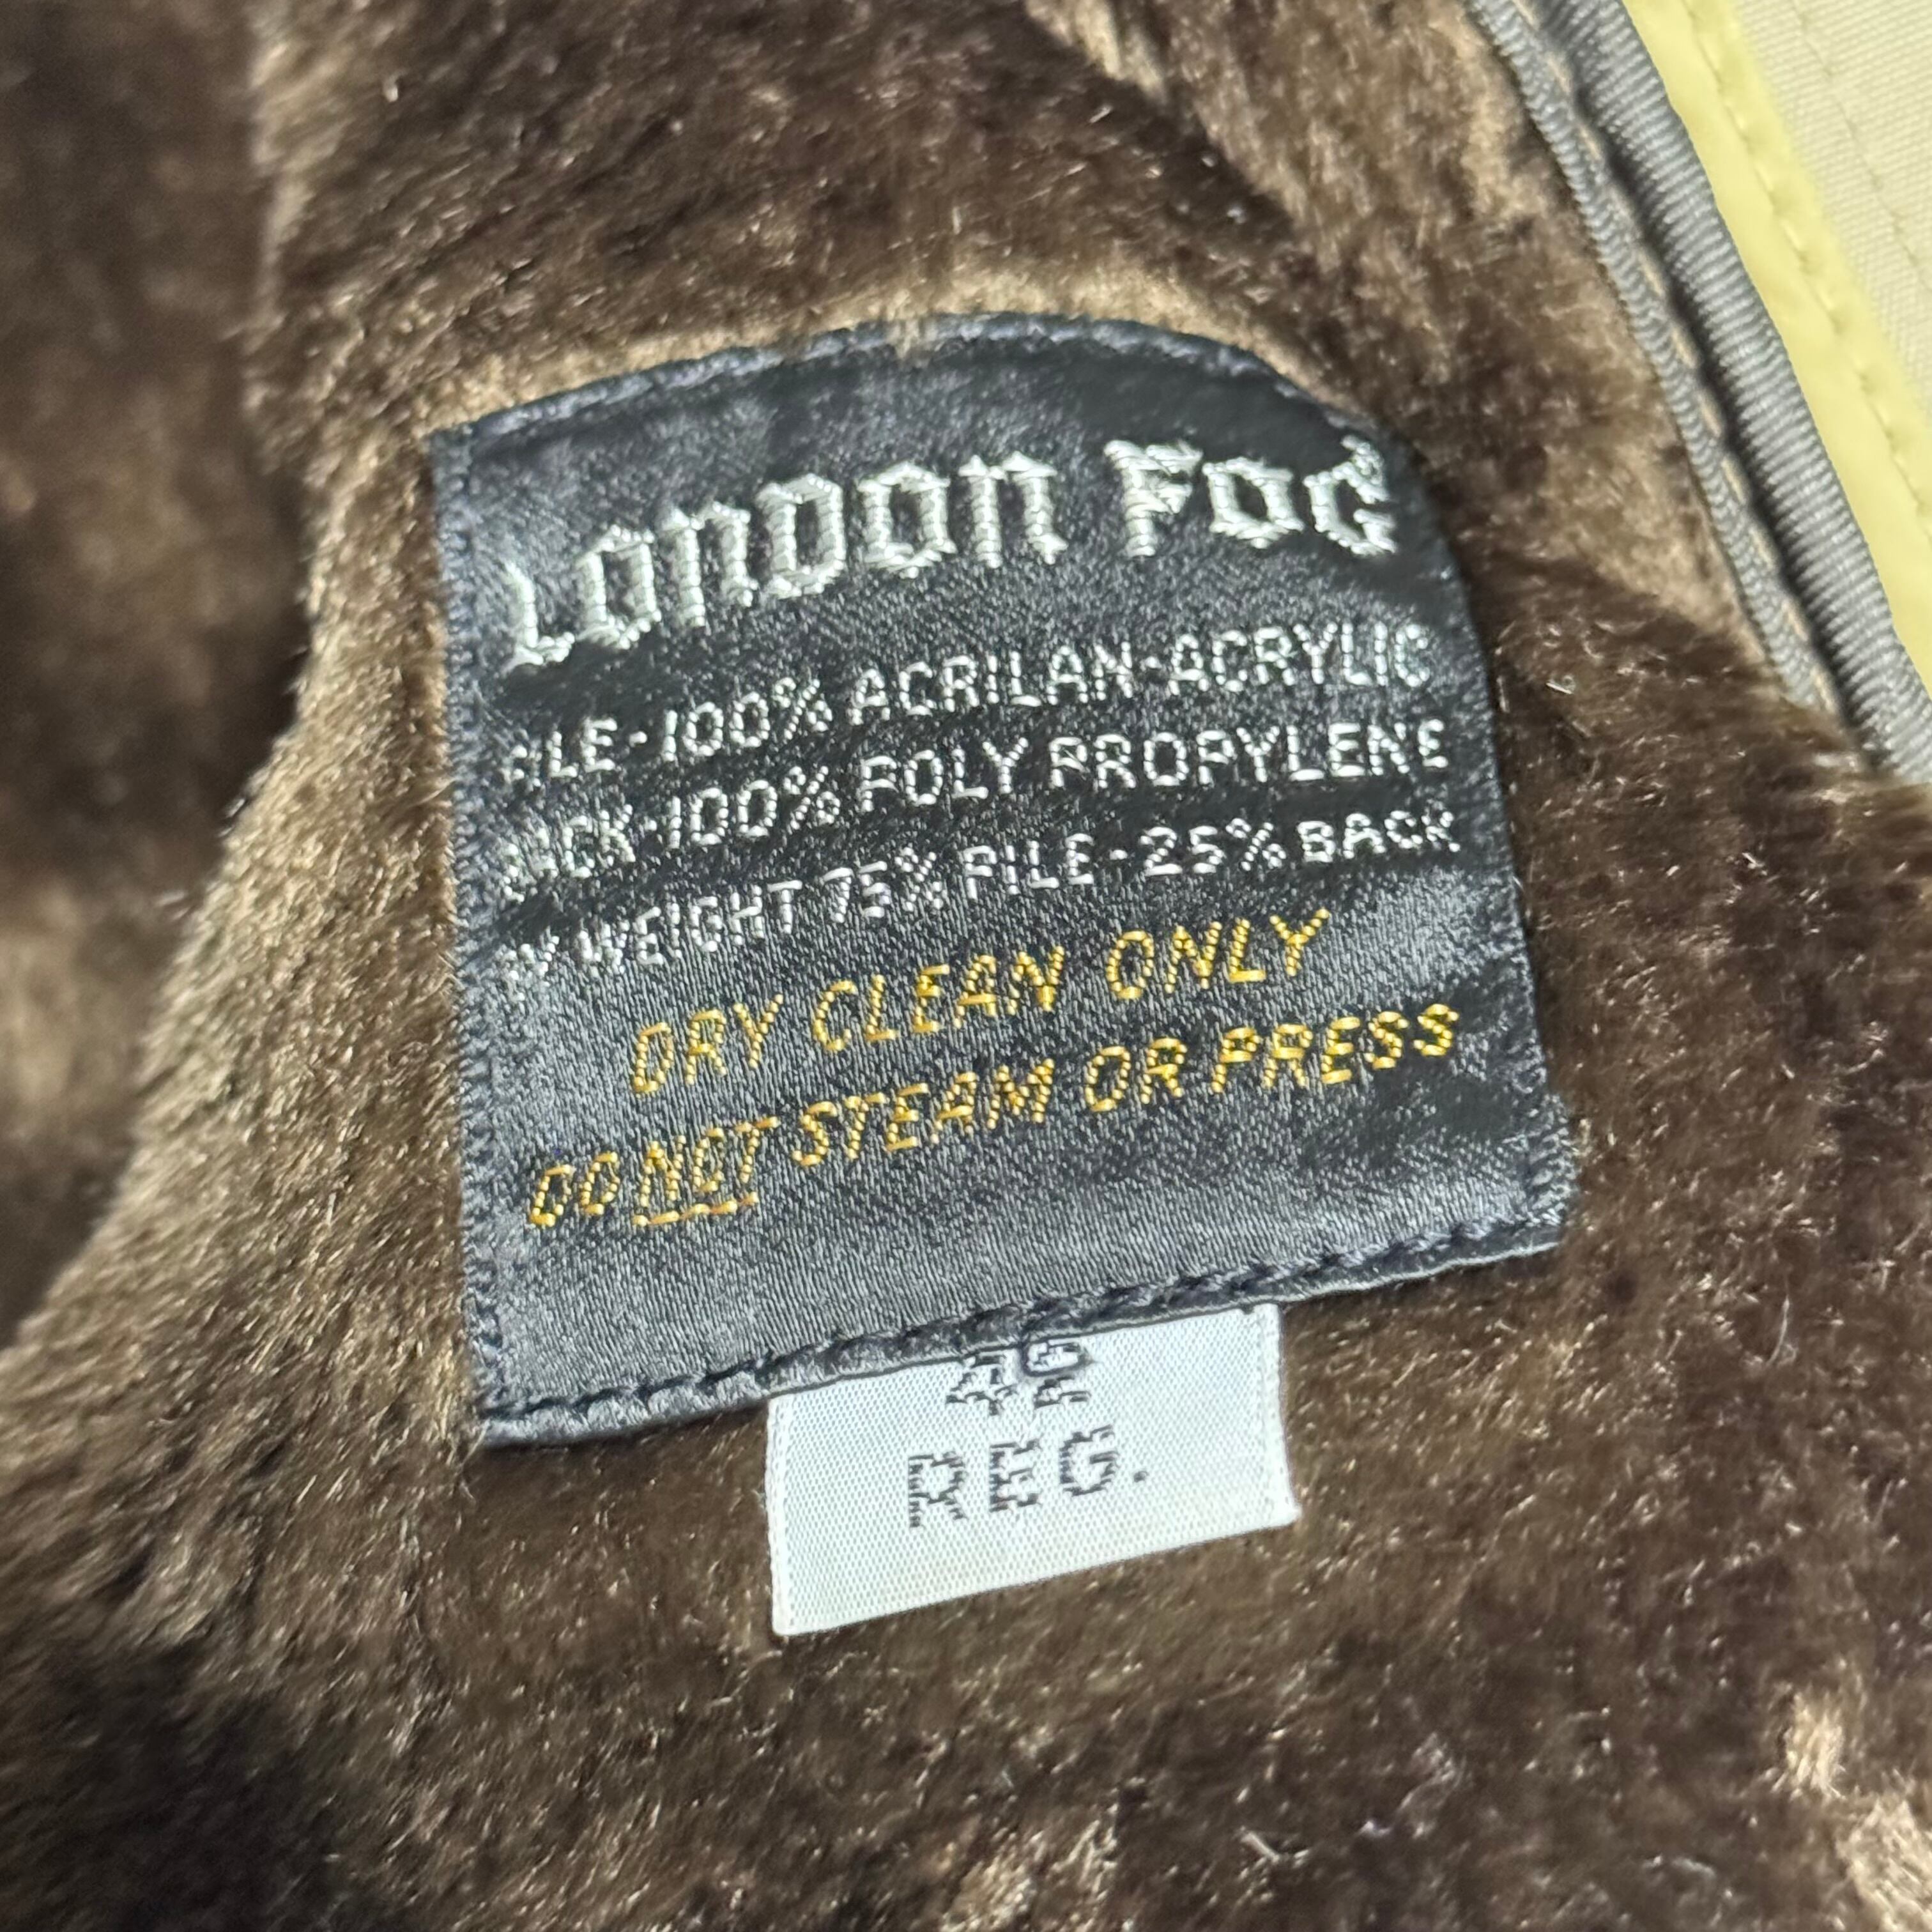 LONDON FOG
PILE-100% ACRILAN-ACRYLIC
BACK-100% POLY PROPYLENE
BY WEIGHT 75% PILE-25% BACK
DRY CLEAN ONLY
DO NOT STEAM OR PRESS
REG.